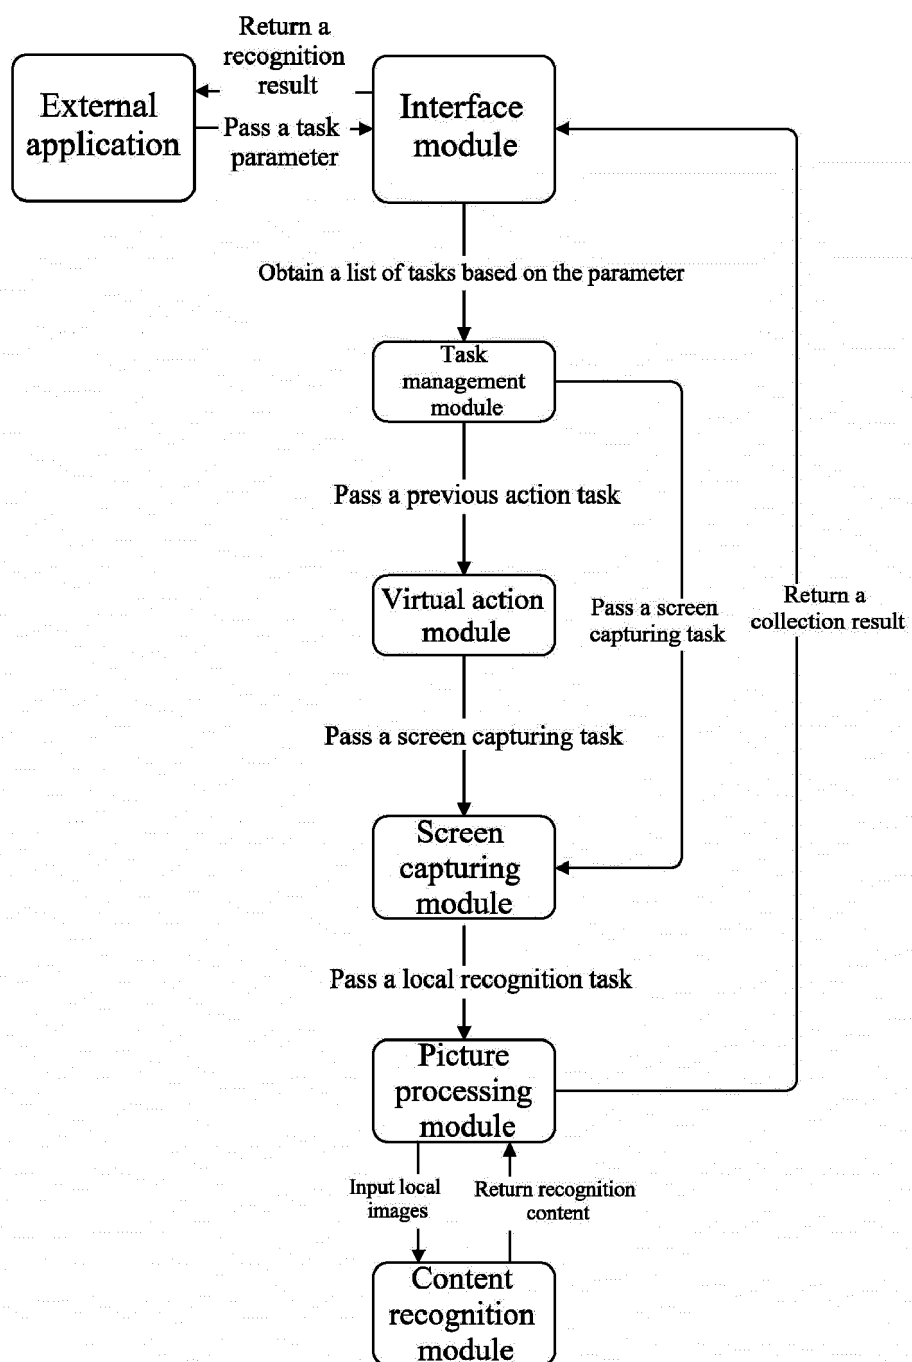 Return a
recognition
result
External
application
Pass a task
parameter
Interface
module
Obtain a list of tasks based on the parameter
Task
management
module
Pass a previous action task
Virtual action
module
Pass a screen
capturing task
Return a
collection result
Pass a screen capturing task
Screen
capturing
module
Pass a local recognition task
Picture
processing
module
Input local
images
Return recognition
content
Content
recognition
module